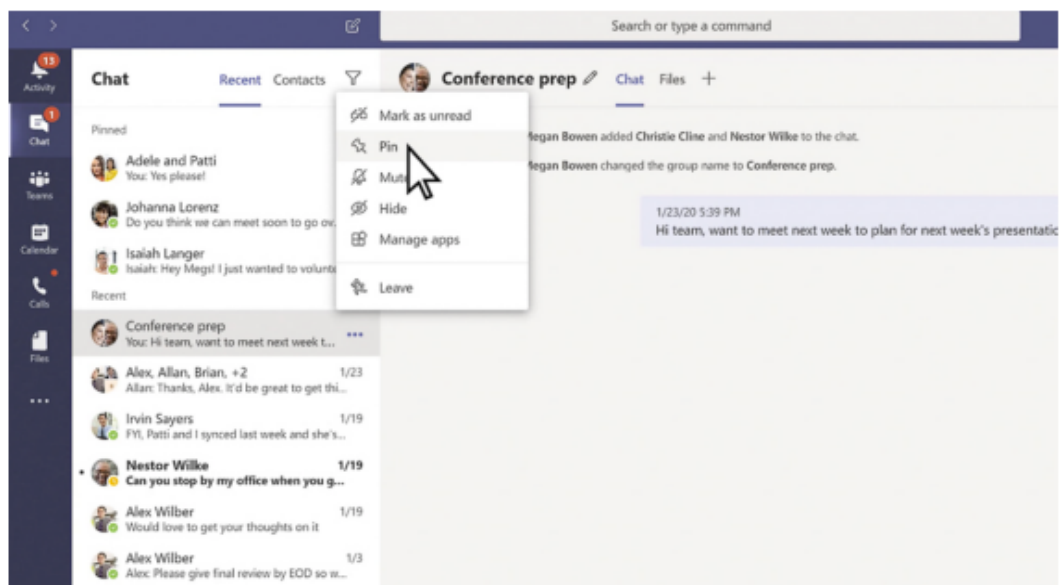 Search or type a command
13
Activity
1
Chat
Teams
Calendar
Calls
Files
Chat
Recent Contacts
Pinned
Adele and Patti
You: Yes please!
Johanna Lorenz
Do you think we can meet soon to go ov...
Isaiah Langer
Isaiah: Hey Megs! I just wanted to volunte
Recent
Conference prep
You: Hi team, want to meet next week t...
Alex, Allan, Brian, +2 1/23
Allan: Thanks, Alex. It'd be great to get thi...
Irvin Sayers 1/19
FYI, Patti and I synced last week and she's...
Nestor Wilke 1/19
Can you stop by my office when you g...
Alex Wilber 1/19
Would love to get your thoughts on it
Alex Wilber 1/3
Alex: Please give final review by EOD so w...
Mark as unread
Pin
Mute
Hide
Manage apps
Leave
Conference prep Chat Files
Megan Bowen added Christie Cline and Nestor Wilke to the chat.
Megan Bowen changed the group name to Conference prep.
1/23/20 5:39 PM
Hi team, want to meet next week to plan for next week's presentatio